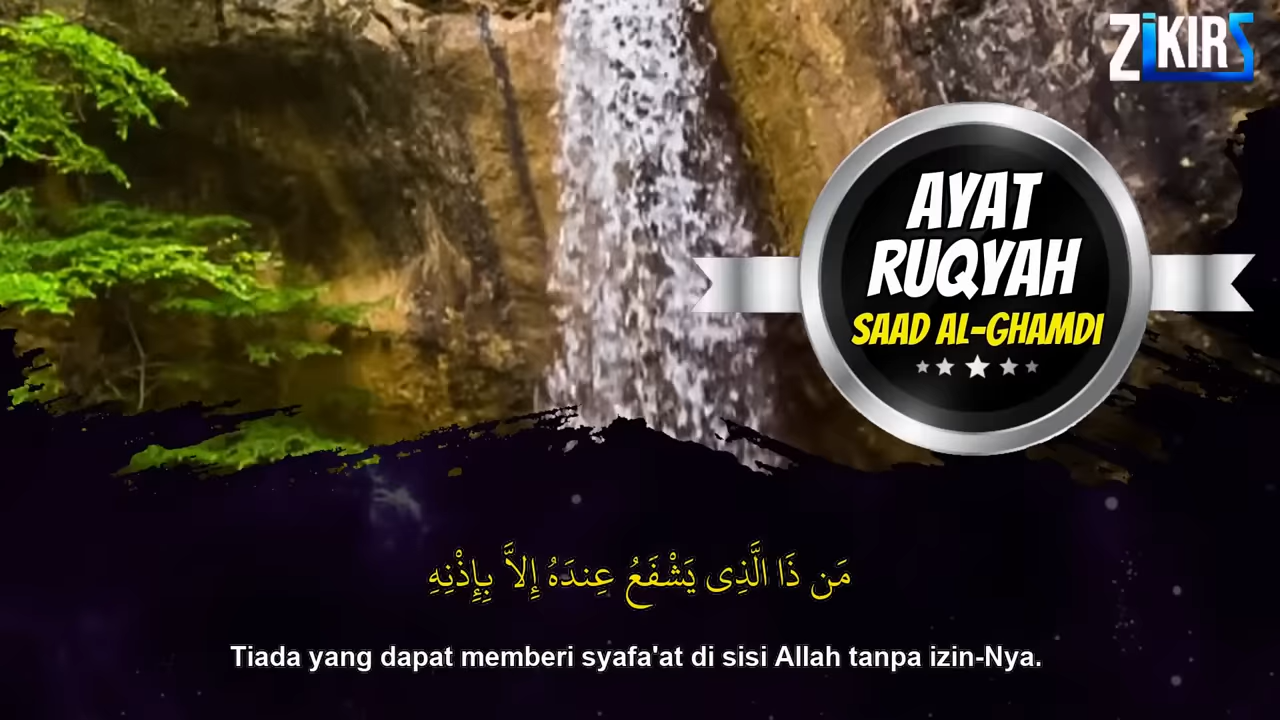 ZiKIRS
AYAT
RUQYAH
SAAD AL-GHAMDI
مَن ذَا الَّذِى يَشْفَعُ عِندَهُ إِلاَّ بِإِذْنِهِ
Tiada yang dapat memberi syafa'at di sisi Allah tanpa izin-Nya.